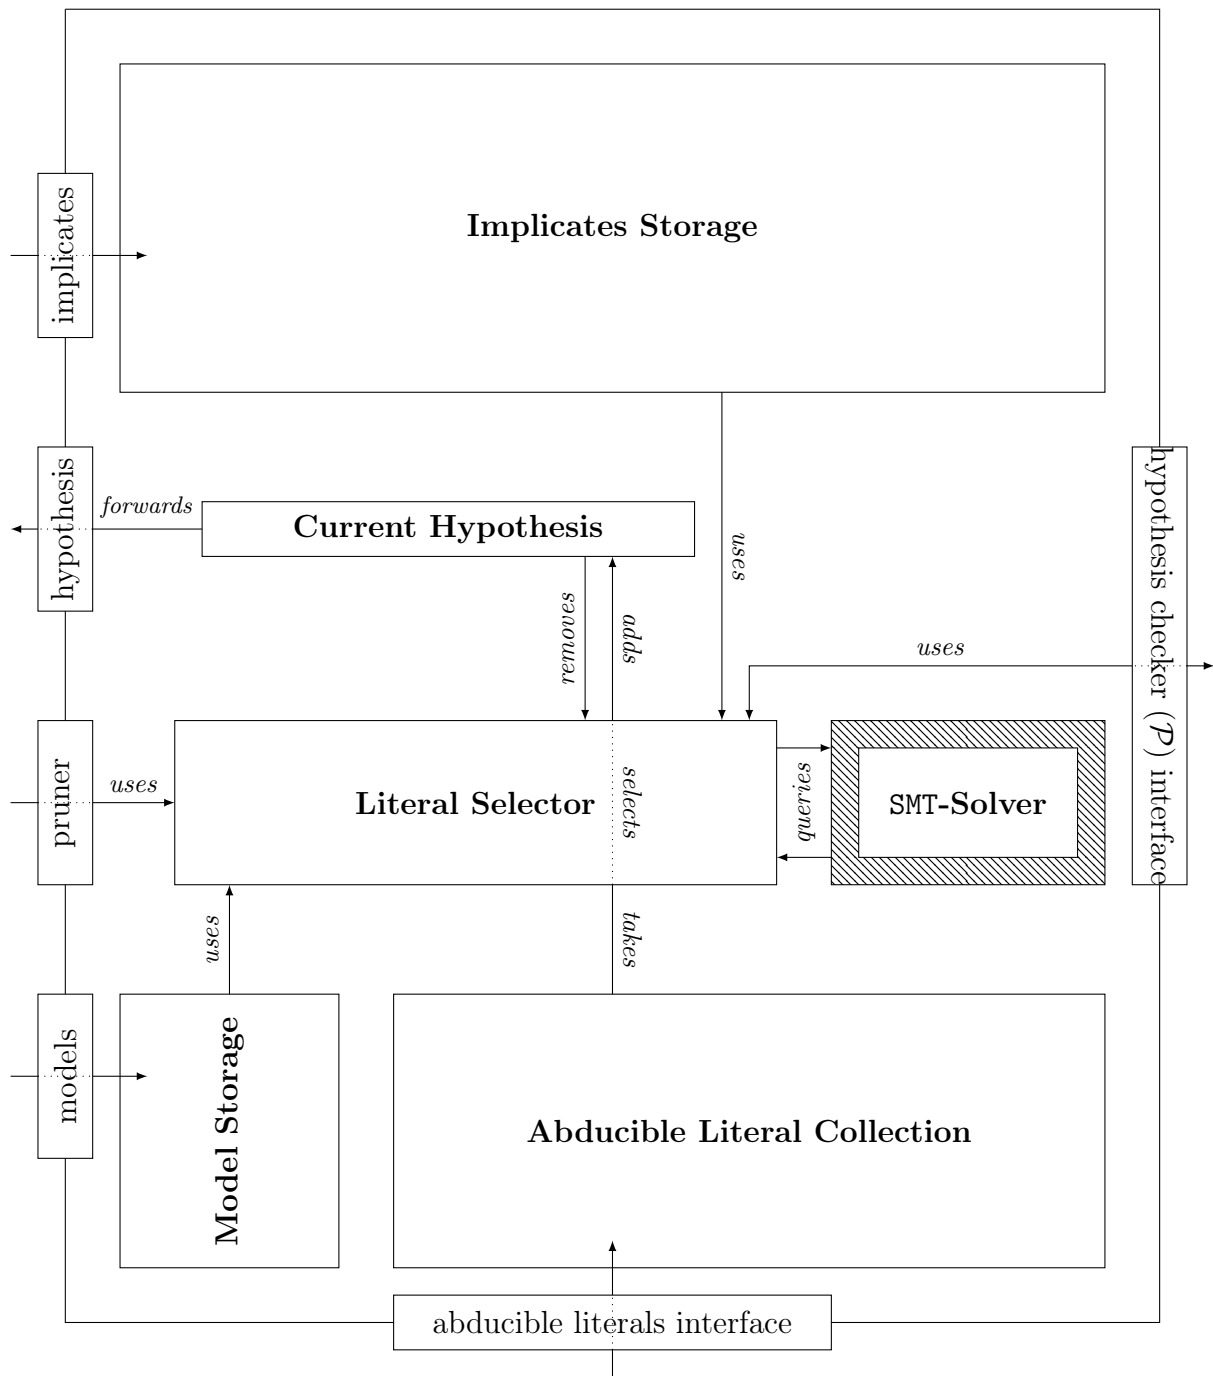 implicates
Implicates Storage
hypothesis
forwards
Current Hypothesis
uses
removes
adds
uses
hypothesis checker (𝒫) interface
pruner
uses
Literal Selector
selects
queries
SMT-Solver
uses
takes
models
Model Storage
Abducible Literal Collection
abducible literals interface